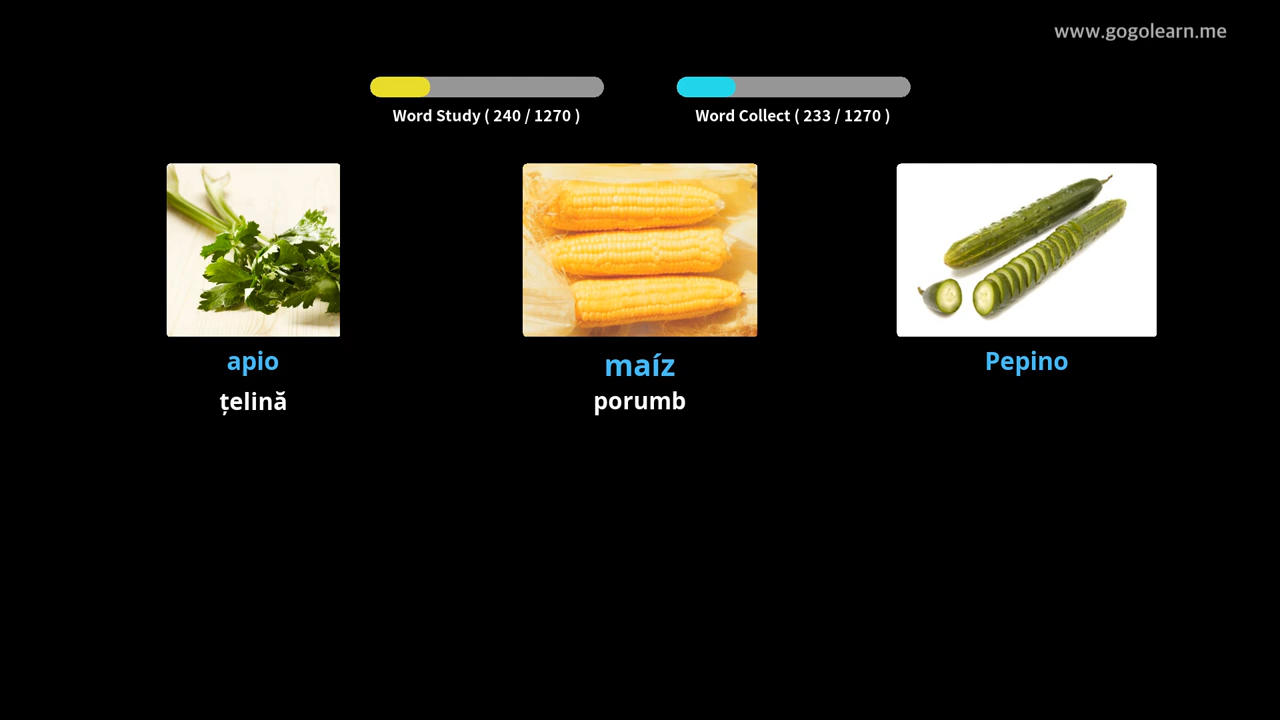 www.gogolearn.me
Word Study ( 240 / 1270 )
Word Collect ( 233 / 1270 )
apio
maíz
Pepino
țelină
porumb